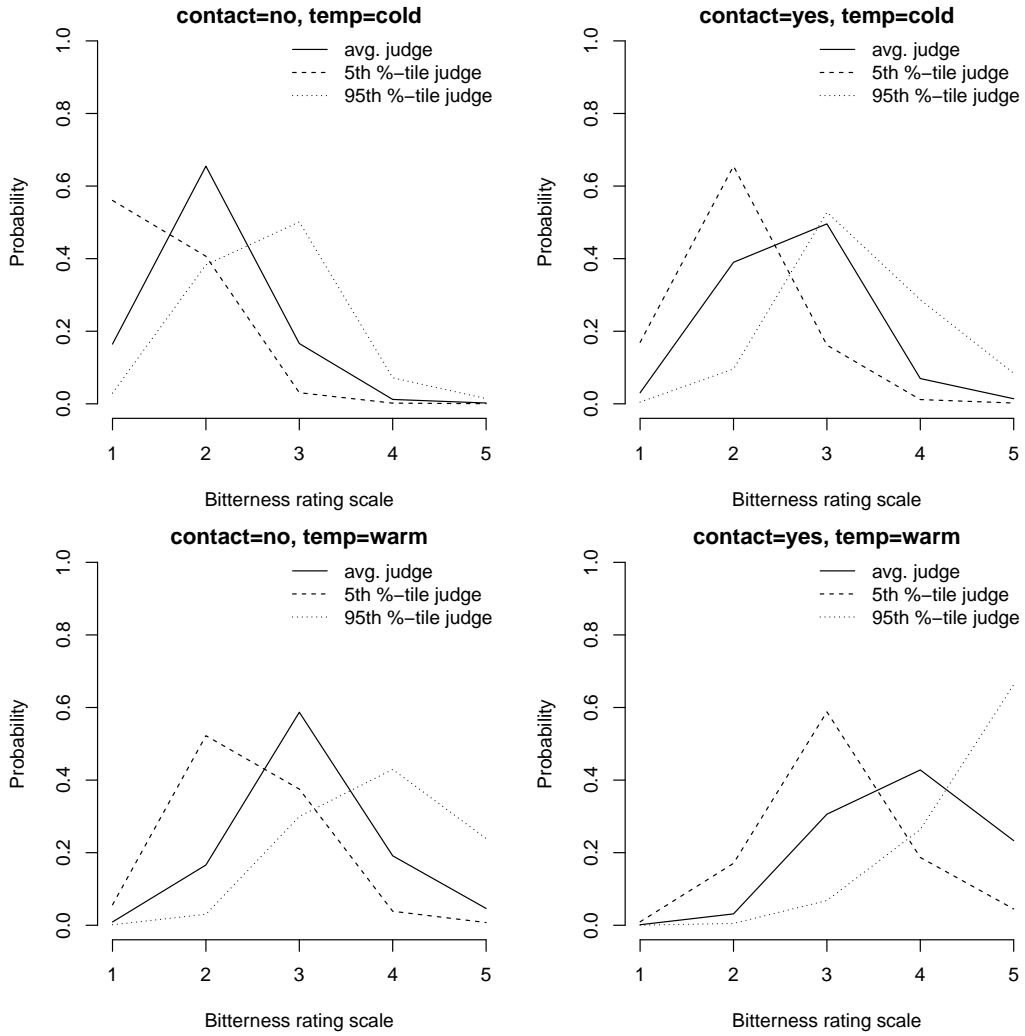 contact=no, temp=cold
avg. judge
5th %−tile judge
95th %−tile judge
Probability
0.0 0.2 0.4 0.6 0.8 1.0
1 2 3 4 5
Bitterness rating scale
contact=yes, temp=cold
avg. judge
5th %−tile judge
95th %−tile judge
Probability
0.0 0.2 0.4 0.6 0.8 1.0
1 2 3 4 5
Bitterness rating scale
contact=no, temp=warm
avg. judge
5th %−tile judge
95th %−tile judge
Probability
0.0 0.2 0.4 0.6 0.8 1.0
1 2 3 4 5
Bitterness rating scale
contact=yes, temp=warm
avg. judge
5th %−tile judge
95th %−tile judge
Probability
0.0 0.2 0.4 0.6 0.8 1.0
1 2 3 4 5
Bitterness rating scale